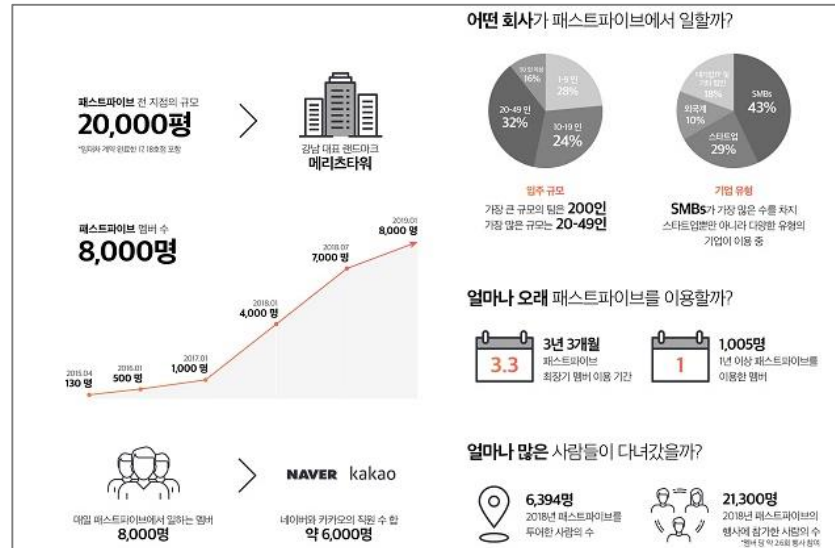 패스트파이브 전 지점의 규모
20,000평
*임대차 계약 완료한 17, 18호점 포함
강남 대표 랜드마크
메리츠타워
패스트파이브 멤버 수
8,000명
2015.04
130 명
2016.01
500 명
2017.01
1,000 명
2018.01
4,000 명
2018.07
7,000 명
2019.01
8,000 명
매일 패스트파이브에서 일하는 멤버
8,000명
NAVER kakao
네이버와 카카오의 직원 수 합
약 6,000명
어떤 회사가 패스트파이브에서 일할까?
16%
1-9 인
28%
20-49 인
32%
10-19 인
24%
입주 규모
가장 큰 규모의 팀은 200인
가장 많은 규모는 20-49인
18%
SMBs
43%
외국계
10%
스타트업
29%
기업 유형
SMBs가 가장 많은 수를 차지
스타트업뿐만 아니라 다양한 유형의
기업이 이용 중
얼마나 오래 패스트파이브를 이용할까?
3.3
3년 3개월
패스트파이브
최장기 멤버 이용 기간
1
1,005명
1년 이상 패스트파이브를
이용한 멤버
얼마나 많은 사람들이 다녀갔을까?
6,394명
2018년 패스트파이브를
투어한 사람의 수
21,300명
2018년 패스트파이브의
행사에 참가한 사람의 수